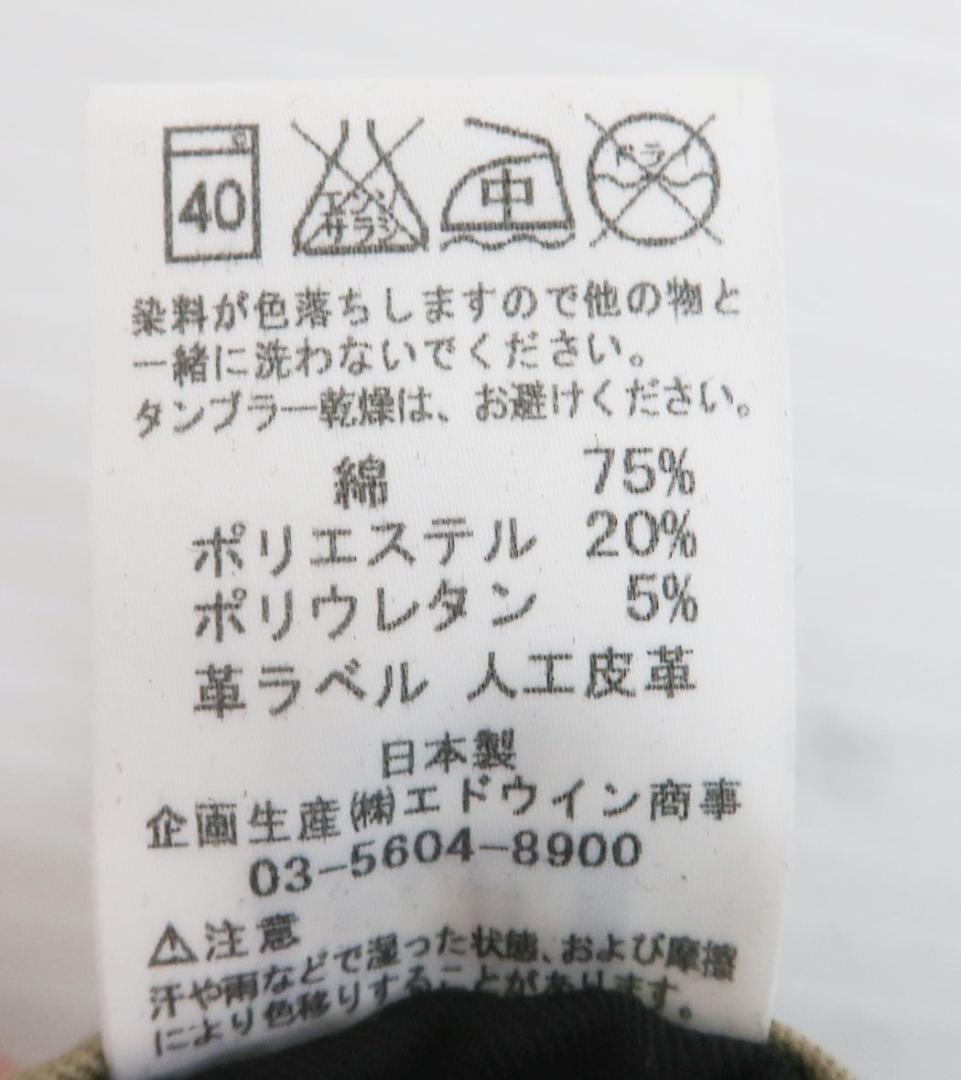 40
エンソ
サラシ
中
ドライ
染料が色落ちしますので他の物と
一緒に洗わないでください。
タンブラー乾燥は、お避けください。
綿 75%
ポリエステル 20%
ポリウレタン 5%
革ラベル 人工皮革
日本製
企画生産㈱エドウイン商事
03-5604-8900
⚠注意
汗や雨などで湿った状態、および摩擦
により色移りすることがあります。